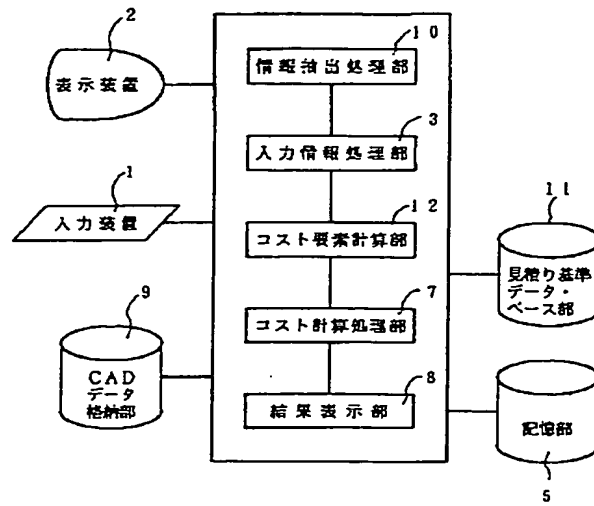 2
10
表示装置
情報抽出処理部
3
入力情報処理部
1
12
11
入力装置
コスト要素計算部
見積り基準
データ・
ベース部
9
7
コスト計算処理部
CAD
データ
格納部
8
結果表示部
記憶部
5